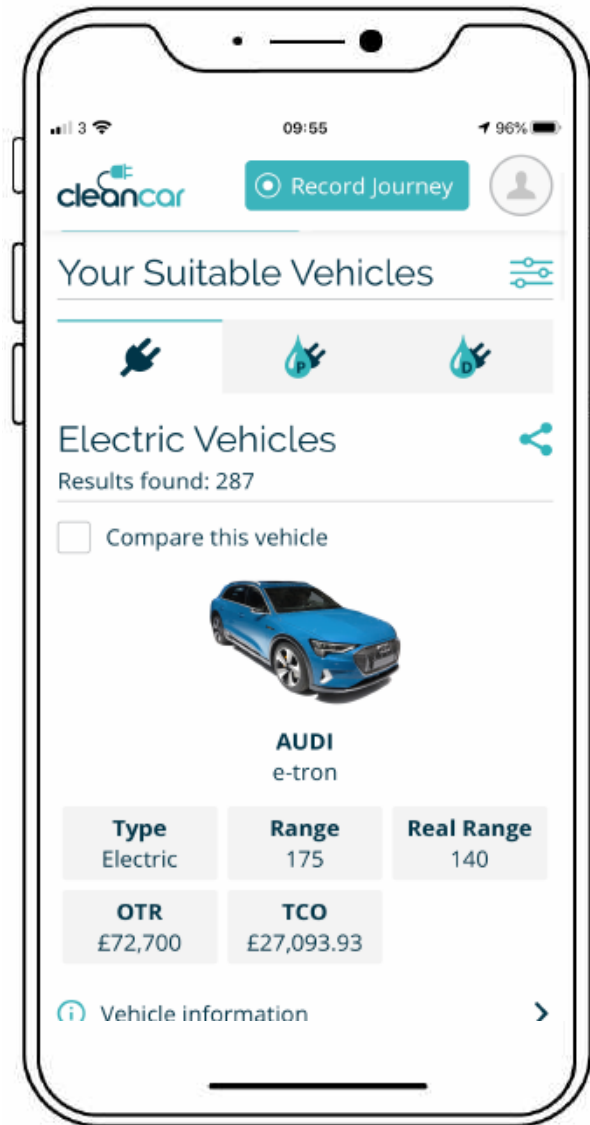 3
09:55
96%
cleancar
Record Journey
Your Suitable Vehicles
P
D
Electric Vehicles
Results found: 287
Compare this vehicle
AUDI
e-tron
Type
Electric
Range
175
Real Range
140
OTR
£72,700
TCO
£27,093.93
Vehicle information